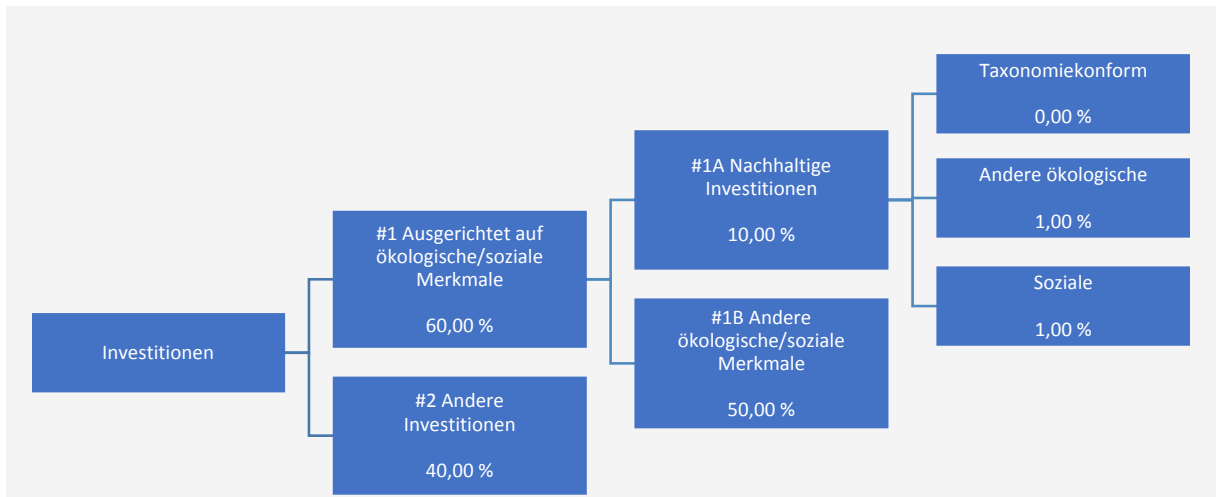 Investitionen
#1 Ausgerichtet auf
ökologische/soziale
Merkmale
60,00 %
#2 Andere
Investitionen
40,00 %
#1A Nachhaltige
Investitionen
10,00 %
#1B Andere
ökologische/soziale
Merkmale
50,00 %
Taxonomiekonform
0,00 %
Andere ökologische
1,00 %
Soziale
1,00 %